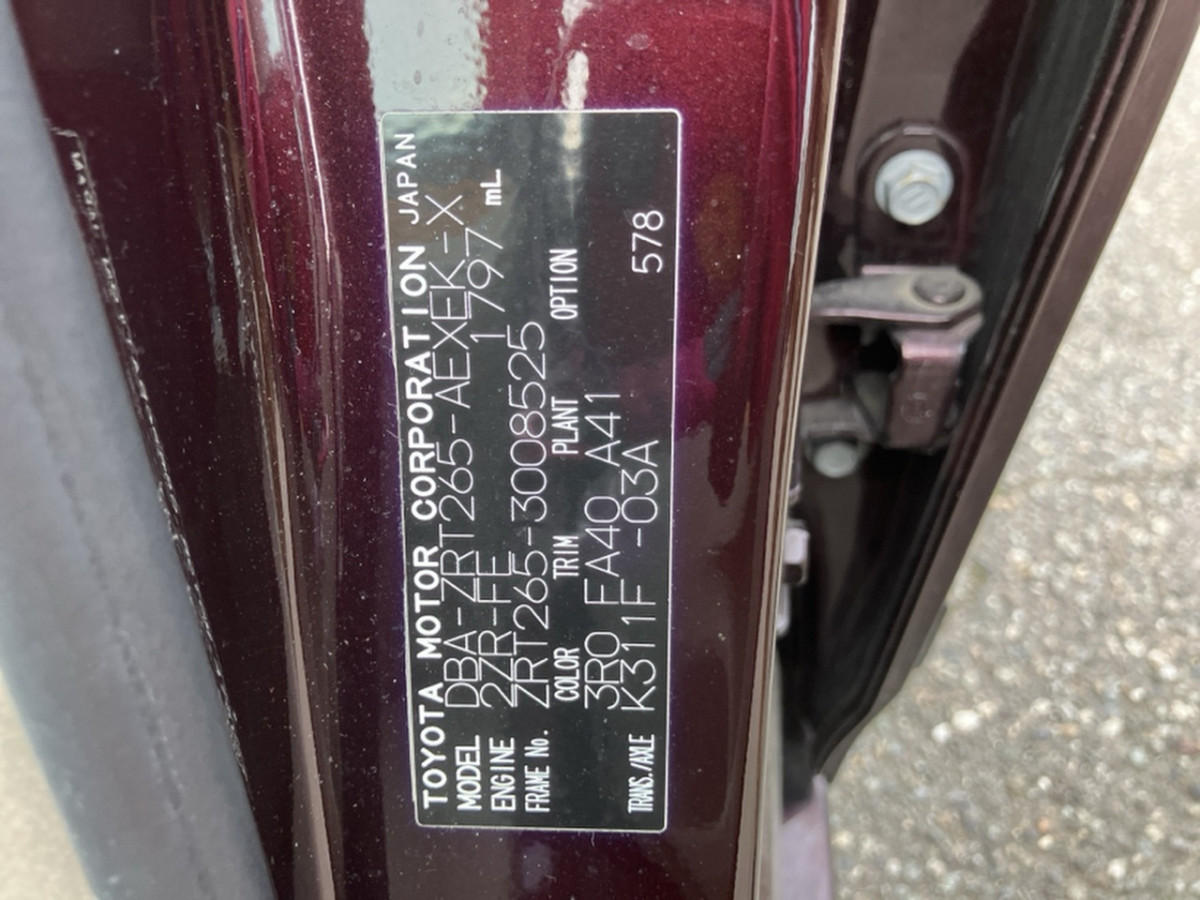 TOYOTA MOTOR CORPORATION JAPAN
MODEL DBA-ZRT265-AEXEK-X
ENGINE 2ZR-FE 1797 mL
FRAME No. ZRT265-3008525
COLOR TRIM PLANT OPTION
3R0 FA40 A41
TRANS./AXLE K311F -03A 578